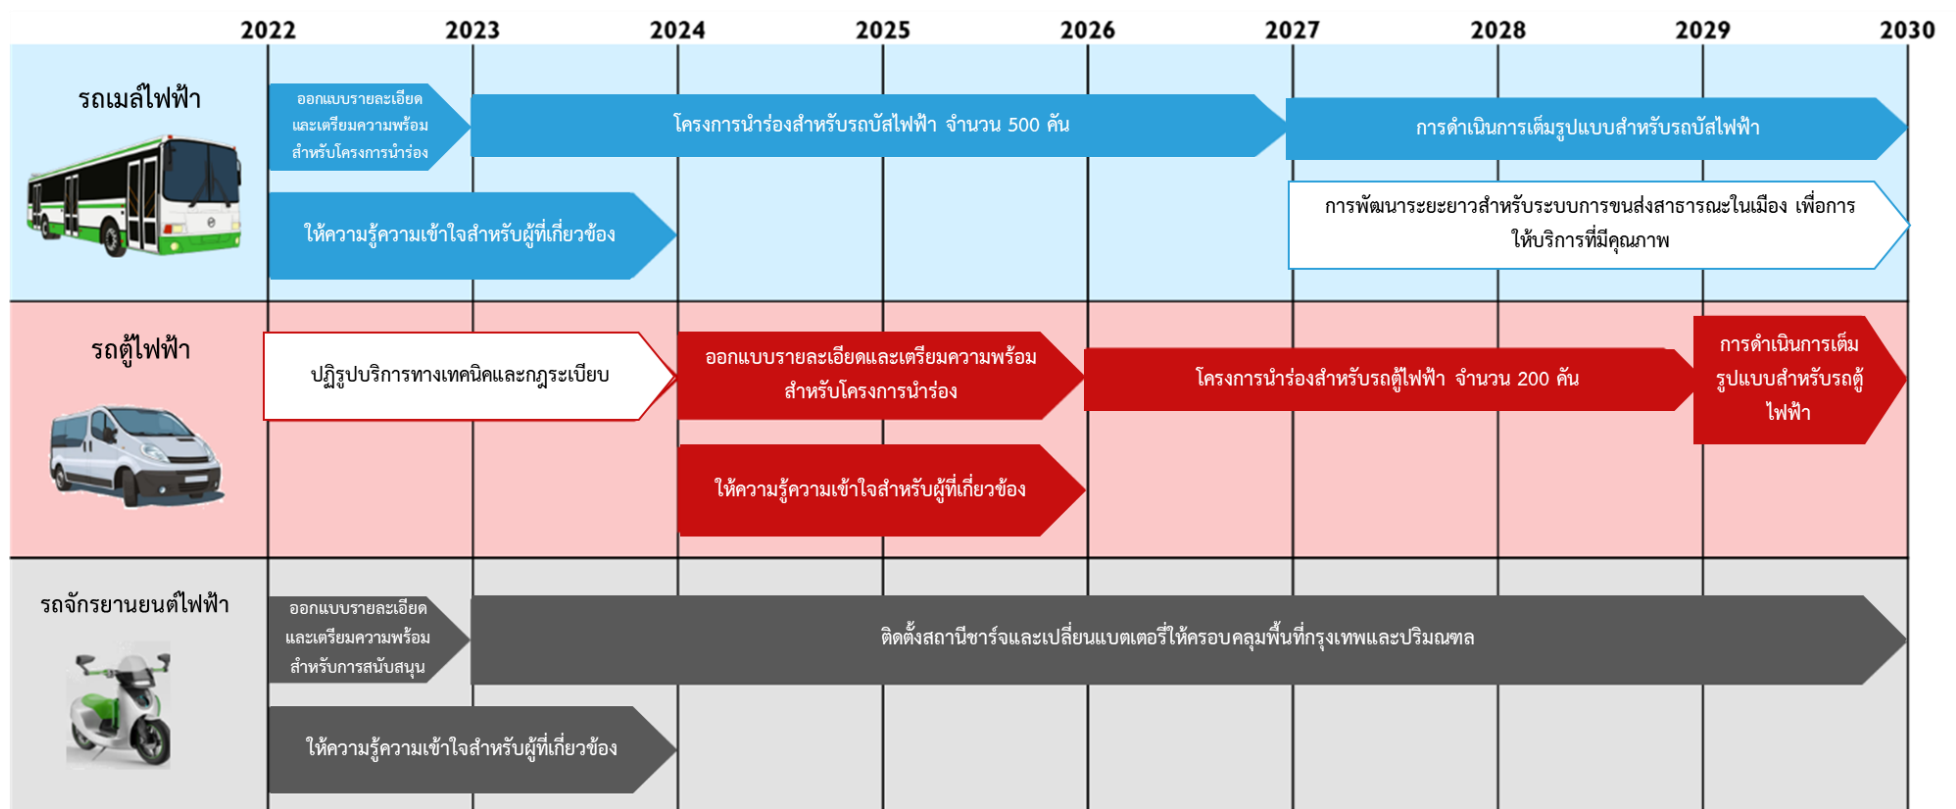 2022 2023 2024 2025 2026 2027 2028 2029 2030
รถเมล์ไฟฟ้า
ออกแบบรายละเอียด
และเตรียมความพร้อม
สำหรับโครงการนำร่อง
โครงการนำร่องสำหรับรถบัสไฟฟ้า จำนวน 500 คัน
การดำเนินการเต็มรูปแบบสำหรับรถบัสไฟฟ้า
ให้ความรู้ความเข้าใจสำหรับผู้ที่เกี่ยวข้อง
การพัฒนาระยะยาวสำหรับระบบการขนส่งสาธารณะในเมือง เพื่อการ
ให้บริการที่มีคุณภาพ
รถตู้ไฟฟ้า
ปฏิรูปบริการทางเทคนิคและกฎระเบียบ
ออกแบบรายละเอียดและเตรียมความพร้อม
สำหรับโครงการนำร่อง
โครงการนำร่องสำหรับรถตู้ไฟฟ้า จำนวน 200 คัน
การดำเนินการเต็ม
รูปแบบสำหรับรถตู้
ไฟฟ้า
ให้ความรู้ความเข้าใจสำหรับผู้ที่เกี่ยวข้อง
รถจักรยานยนต์ไฟฟ้า
ออกแบบรายละเอียด
และเตรียมความพร้อม
สำหรับการสนับสนุน
ติดตั้งสถานีชาร์จและเปลี่ยนแบตเตอรี่ให้ครอบคลุมพื้นที่กรุงเทพและปริมณฑล
ให้ความรู้ความเข้าใจสำหรับผู้ที่เกี่ยวข้อง